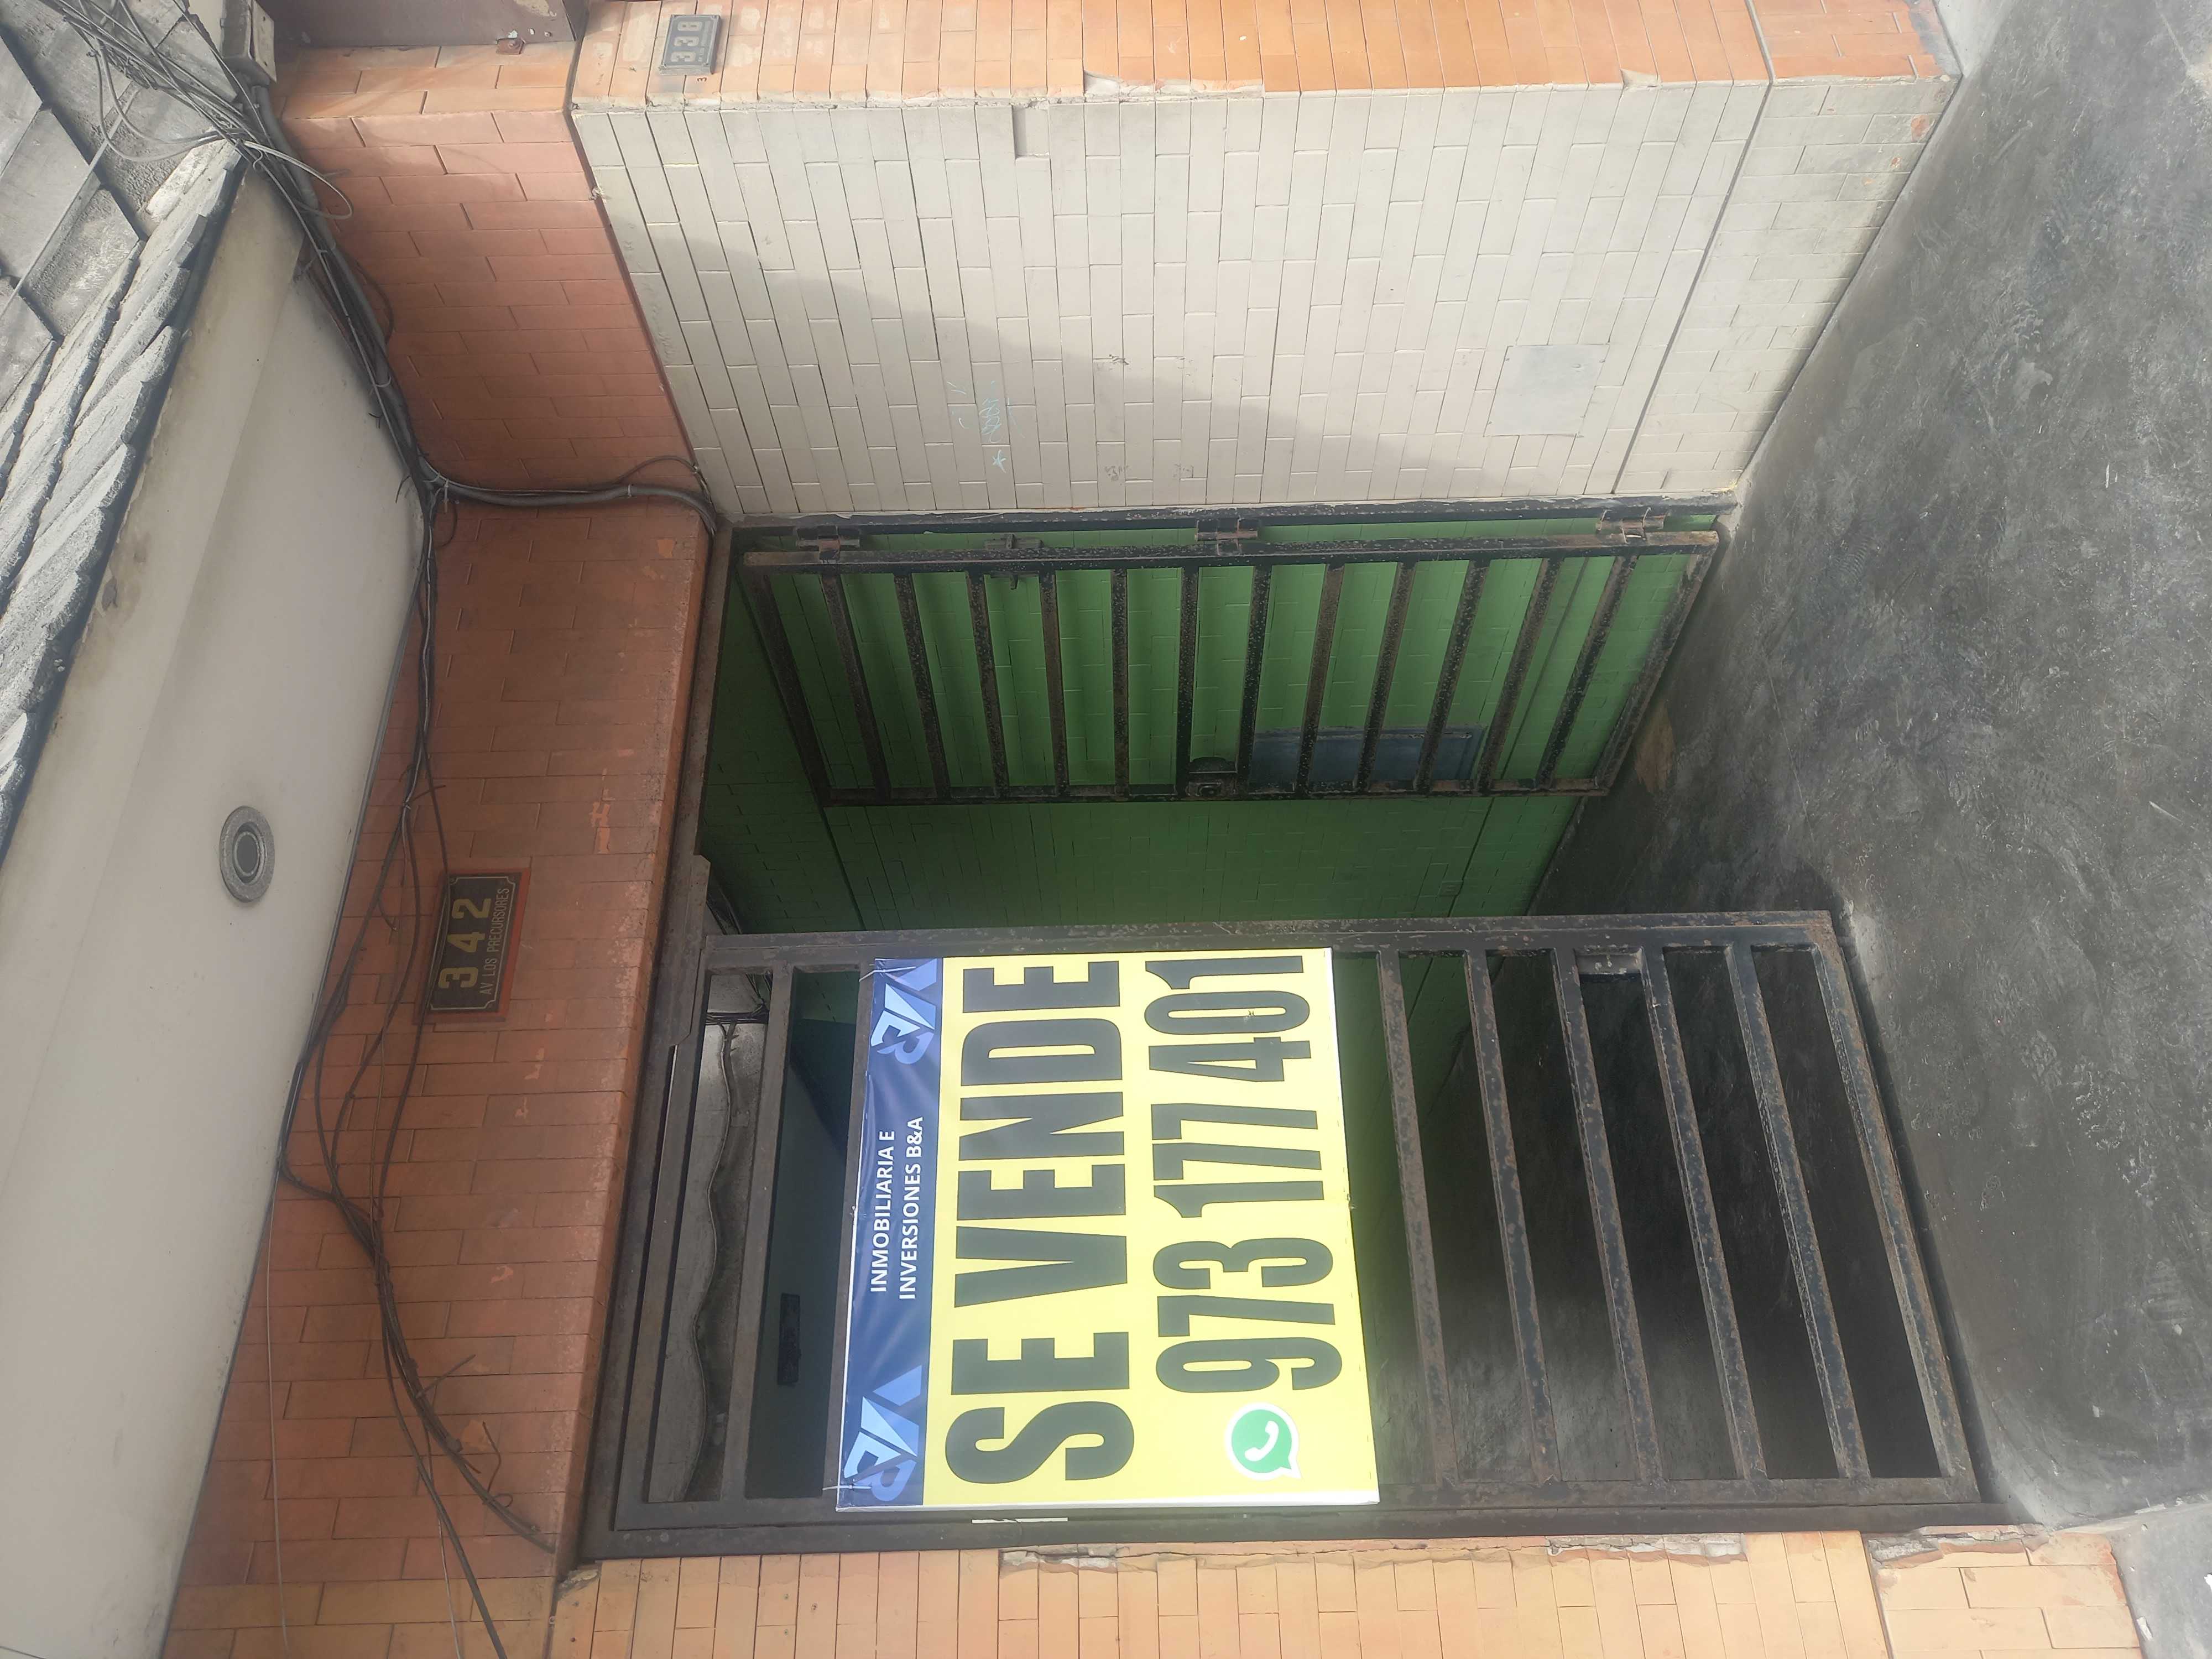 338
342
AV LOS PRECURSORES
INMOBILIARIA E
INVERSIONES B&A
SE VENDE
973 177 401